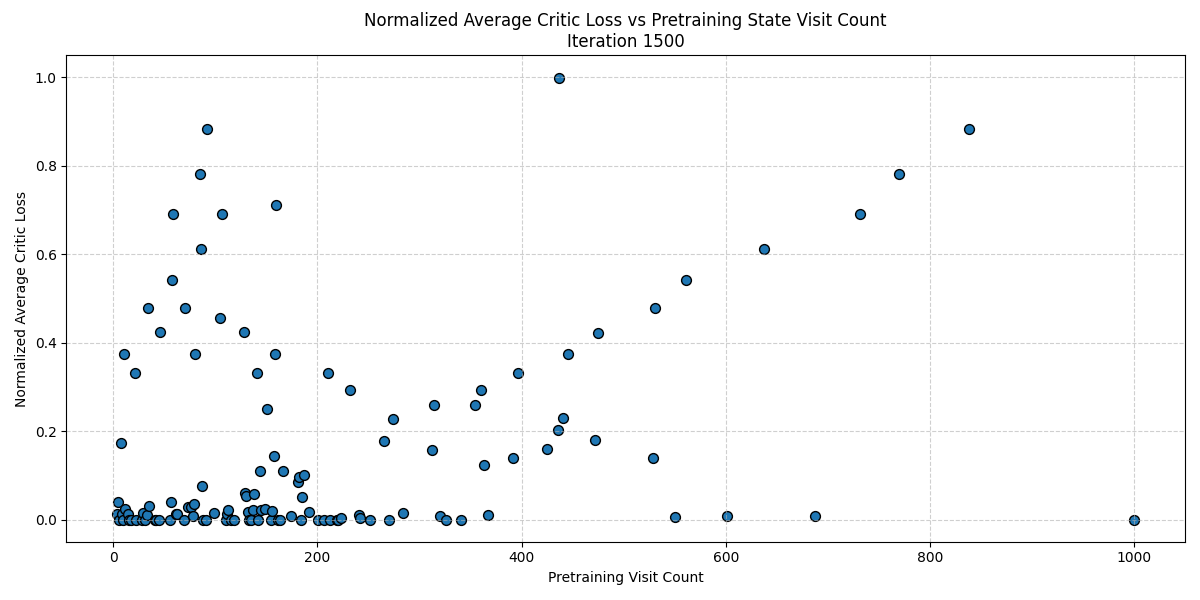 Normalized Average Critic Loss vs Pretraining State Visit Count
Iteration 1500
Normalized Average Critic Loss
1.0
0.8
0.6
0.4
0.2
0.0
0 200 400 600 800 1000
Pretraining Visit Count